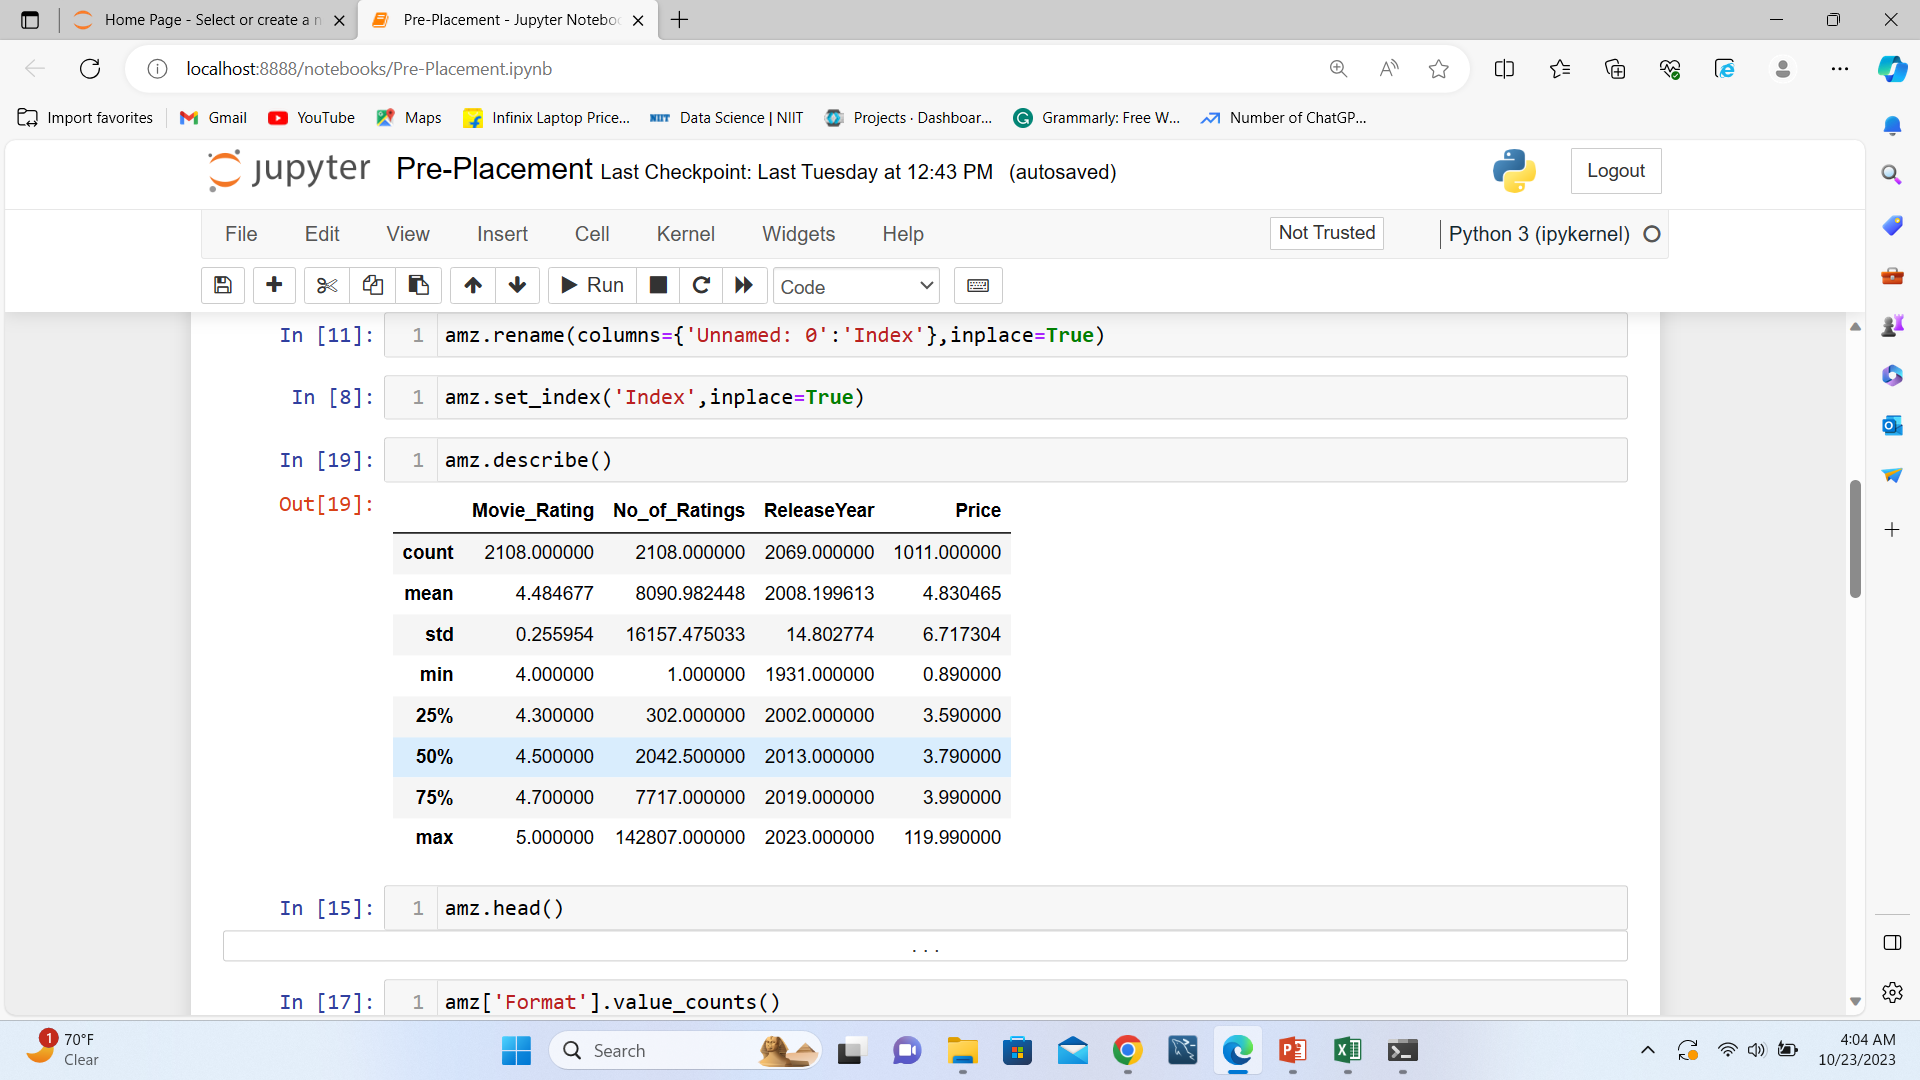 Home Page - Select or create a n
Pre-Placement - Jupyter Notebo
localhost:8888/notebooks/Pre-Placement.ipynb
Import favorites
Gmail
YouTube
Maps
Infinix Laptop Price...
NIIT
Data Science | NIIT
Projects · Dashboar...
Grammarly: Free W...
Number of ChatGP...
jupyter
Pre-Placement Last Checkpoint: Last Tuesday at 12:43 PM (autosaved)
Logout
File Edit View Insert Cell Kernel Widgets Help
Not Trusted
Python 3 (ipykernel)
Run
Code
In [11]: 1 amz.rename(columns={'Unnamed: 0':'Index'},inplace=True)
In [8]: 1 amz.set_index('Index',inplace=True)
In [19]: 1 amz.describe()
Out[19]:
Movie_Rating No_of_Ratings ReleaseYear Price
count 2108.000000 2108.000000 2069.000000 1011.000000
mean 4.484677 8090.982448 2008.199613 4.830465
std 0.255954 16157.475033 14.802774 6.717304
min 4.000000 1.000000 1931.000000 0.890000
25% 4.300000 302.000000 2002.000000 3.590000
50% 4.500000 2042.500000 2013.000000 3.790000
75% 4.700000 7717.000000 2019.000000 3.990000
max 5.000000 142807.000000 2023.000000 119.990000
In [15]: 1 amz.head()
...
In [17]: 1 amz['Format'].value_counts()
1
70°F
Clear
Search
4:04 AM
10/23/2023